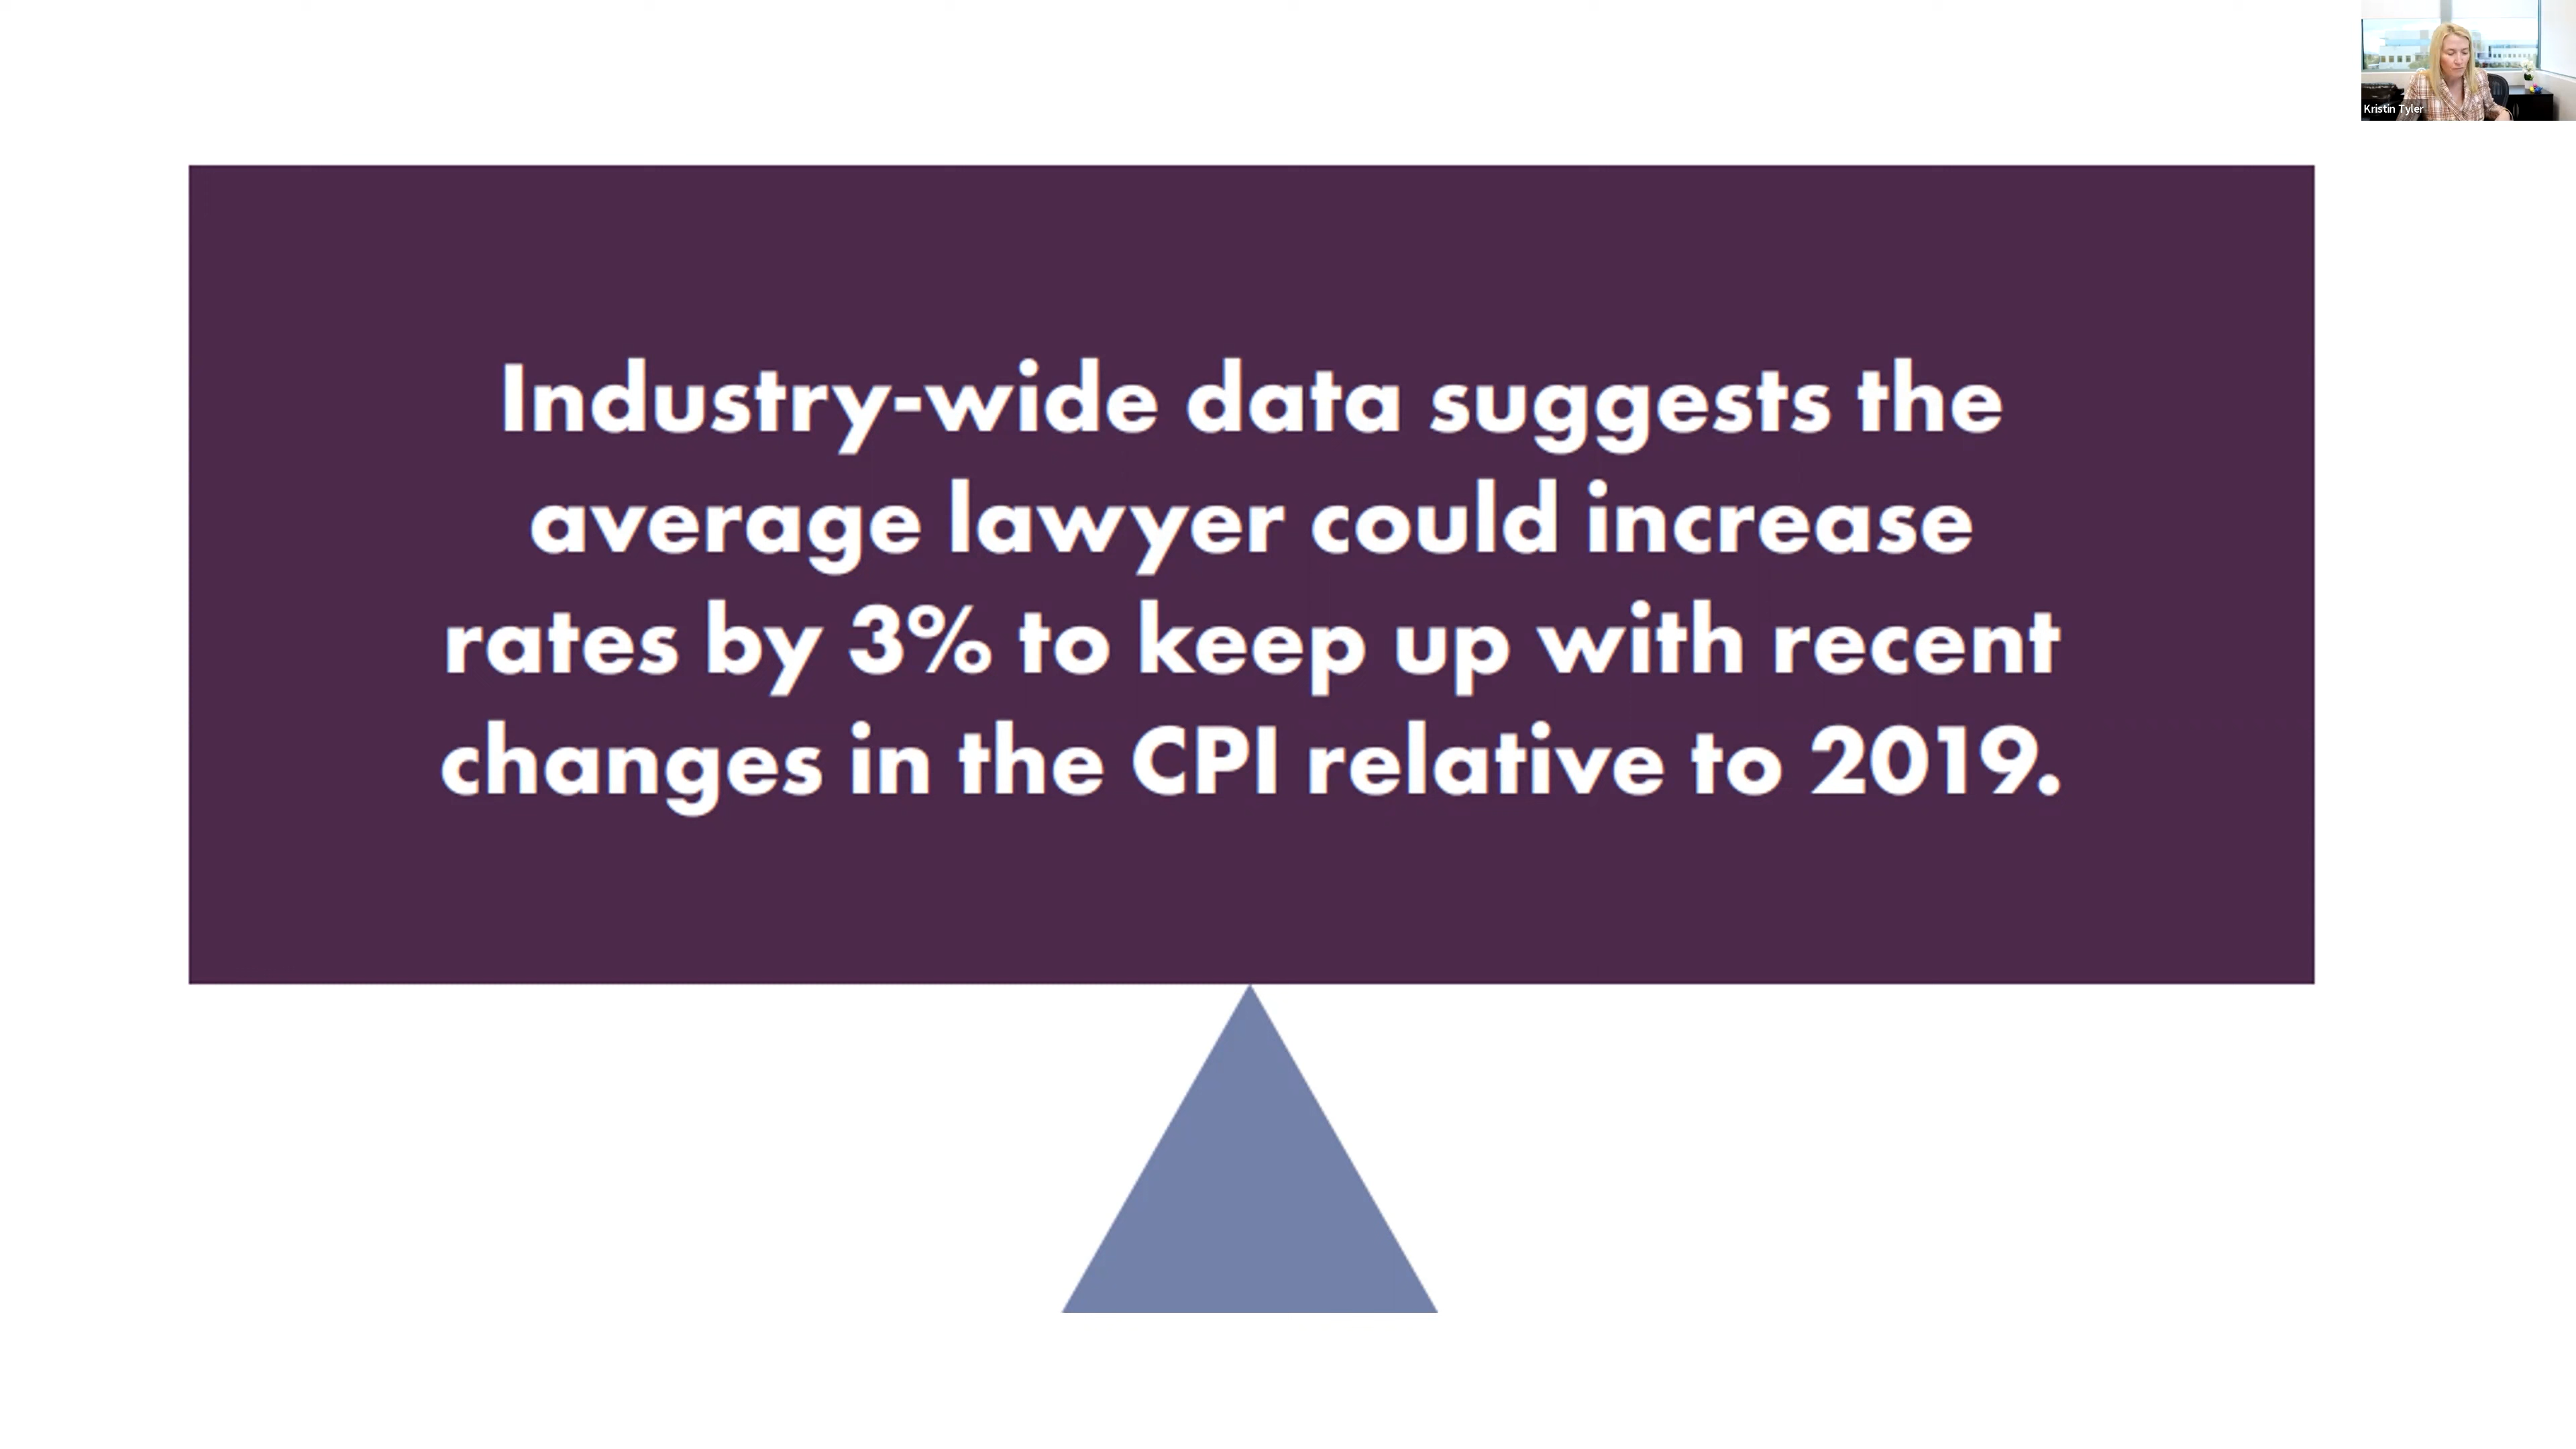 Kristin Tyler
Industry-wide data suggests the
average lawyer could increase
rates by 3% to keep up with recent
changes in the CPI relative to 2019.